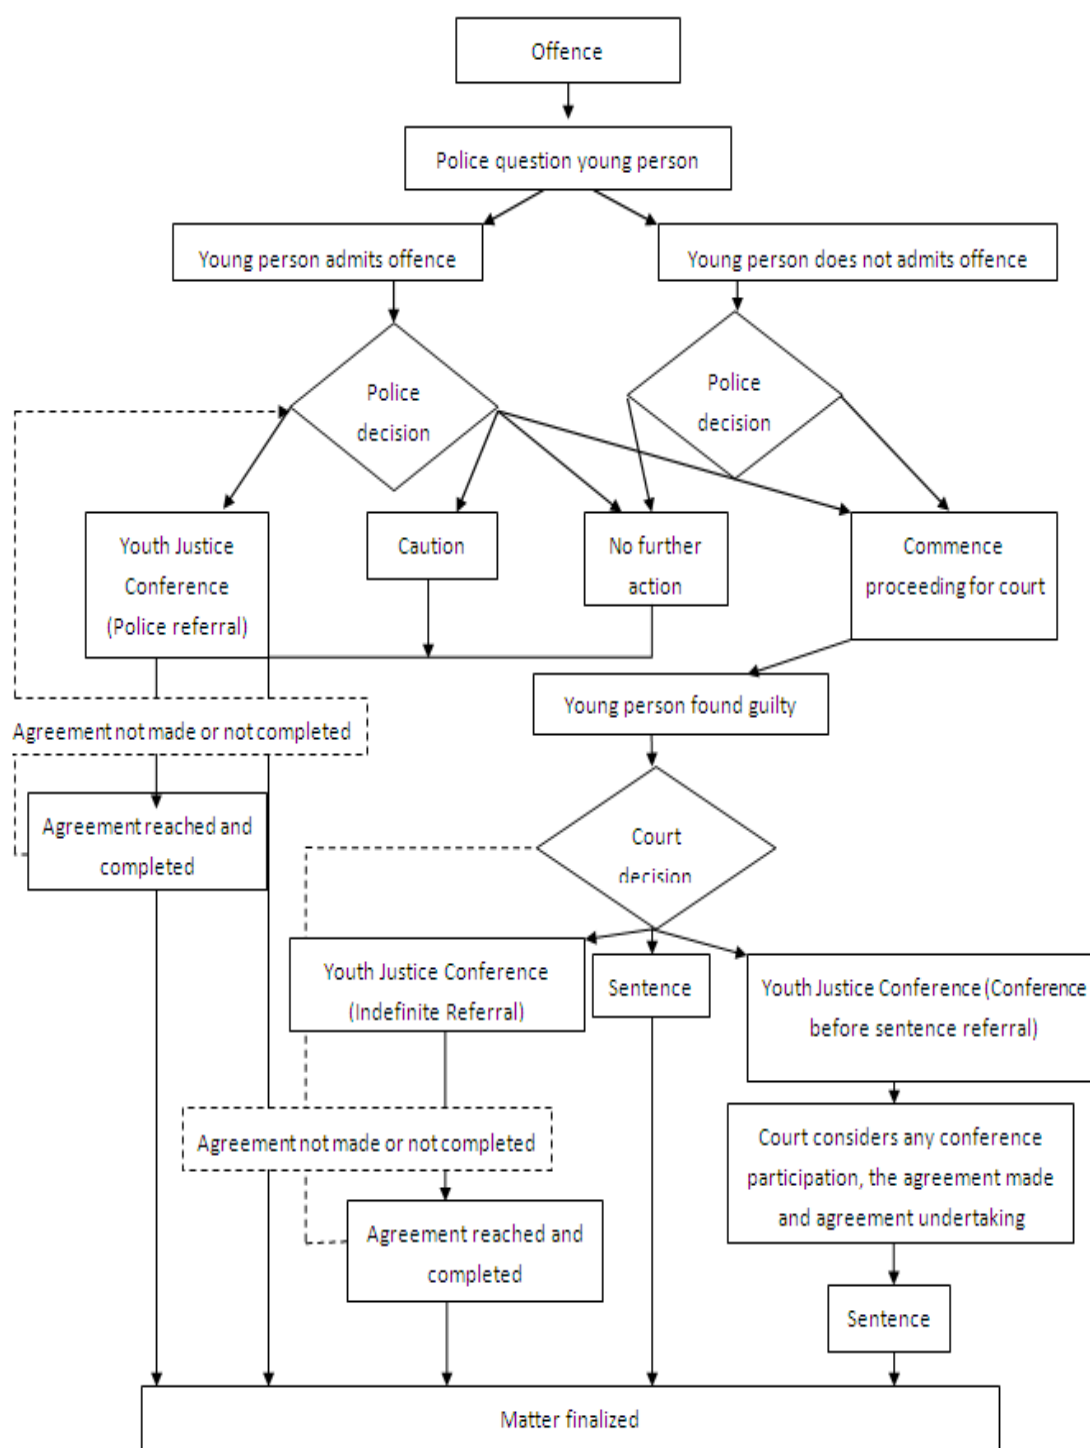 Offence
Police question young person
Young person admits offence
Young person does not admits offence
Police
decision
Police
decision
Youth Justice
Conference
(Police referral)
Caution
No further
action
Commence
proceeding for court
Young person found guilty
Agreement not made or not completed
Agreement reached and
completed
Court
decision
Youth Justice Conference
(Indefinite Referral)
Sentence
Youth Justice Conference (Conference
before sentence referral)
Agreement not made or not completed
Court considers any conference
participation, the agreement made
and agreement undertaking
Agreement reached and
completed
Sentence
Matter finalized